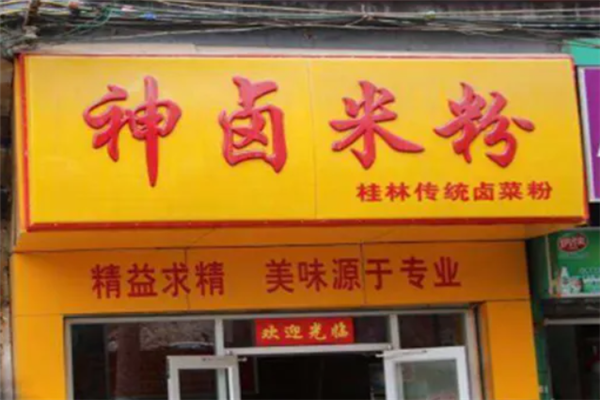 神卤米粉
桂林传统卤菜粉
精益求精 美味源于专业
欢迎光临